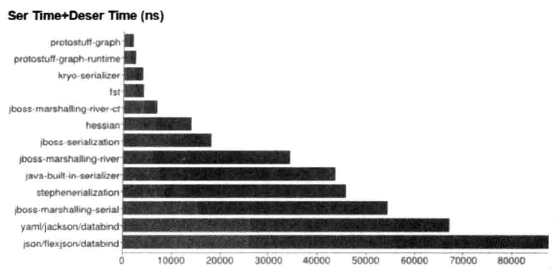 Ser Time+Deser Time (ns)
protostuff-graph
protostuff-graph-runtime
kryo-serializer
fst
jboss-marshalling-river-ct
hessian
jboss-serialization
jboss-marshalling-river
java-built-in-serializer
stephenerialization
jboss-marshalling-serial
yaml/jackson/databind
json/flexjson/databind
0 10000 20000 30000 40000 50000 60000 70000 80000